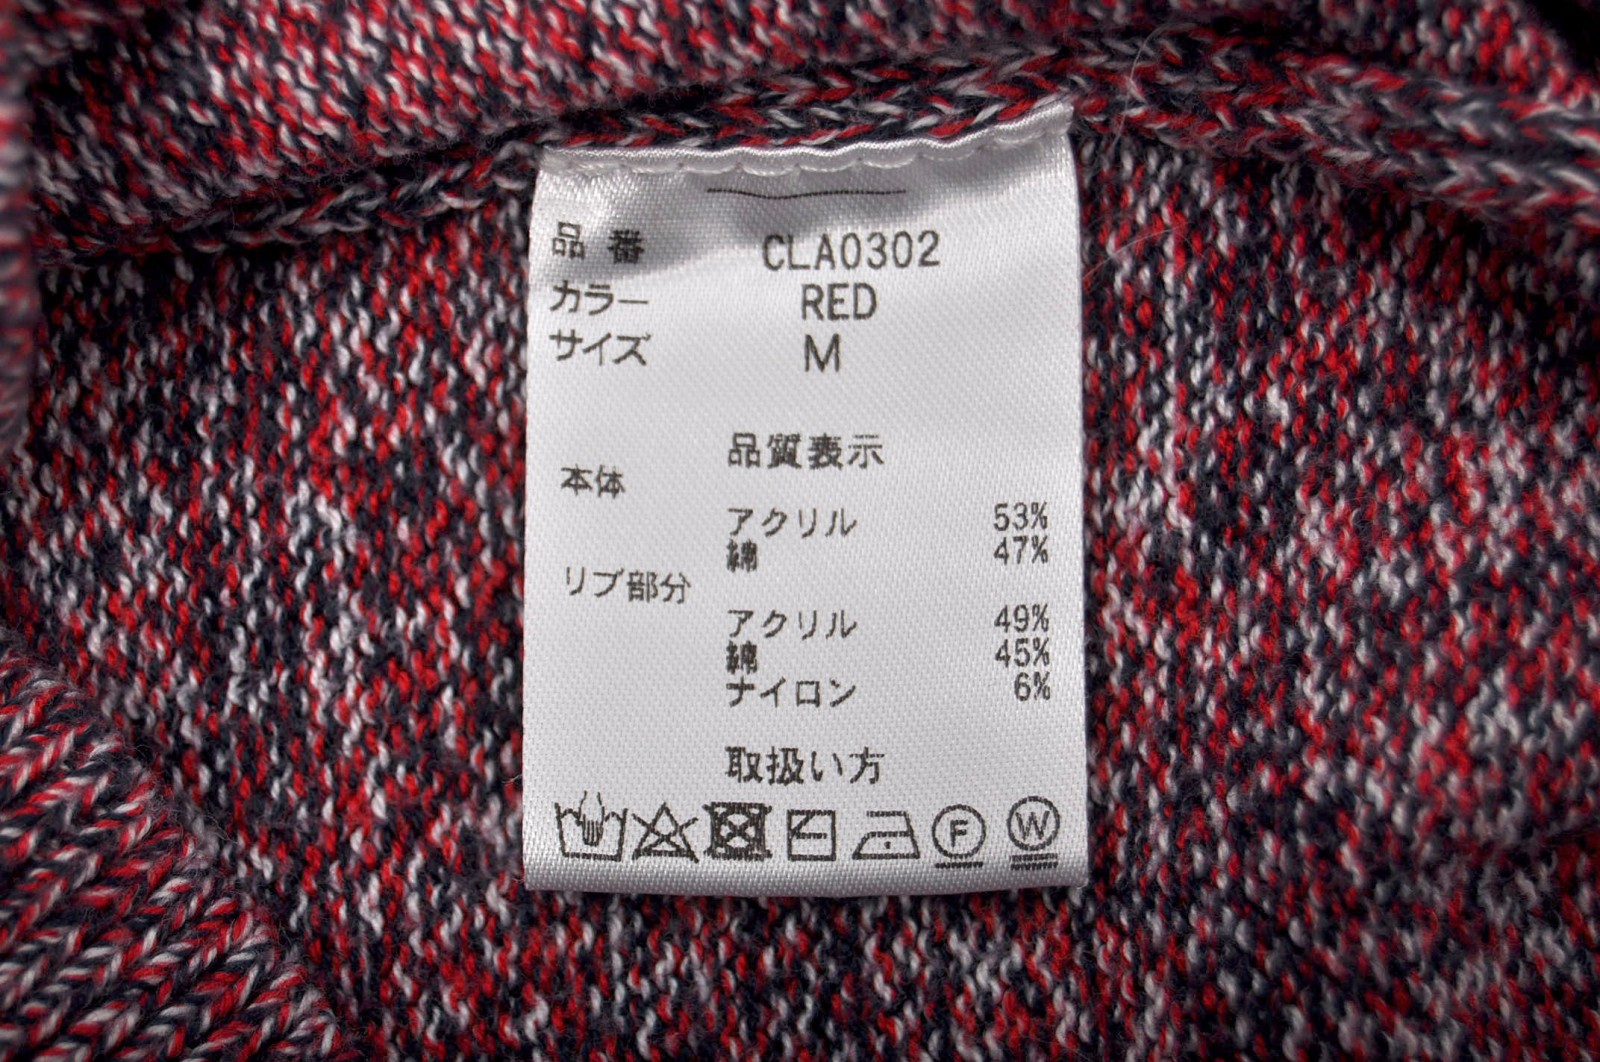 品番 CLA0302
カラー RED
サイズ M
品質表示
本体
アクリル 53%
綿 47%
リブ部分
アクリル 49%
綿 45%
ナイロン 6%
取扱い方
F W